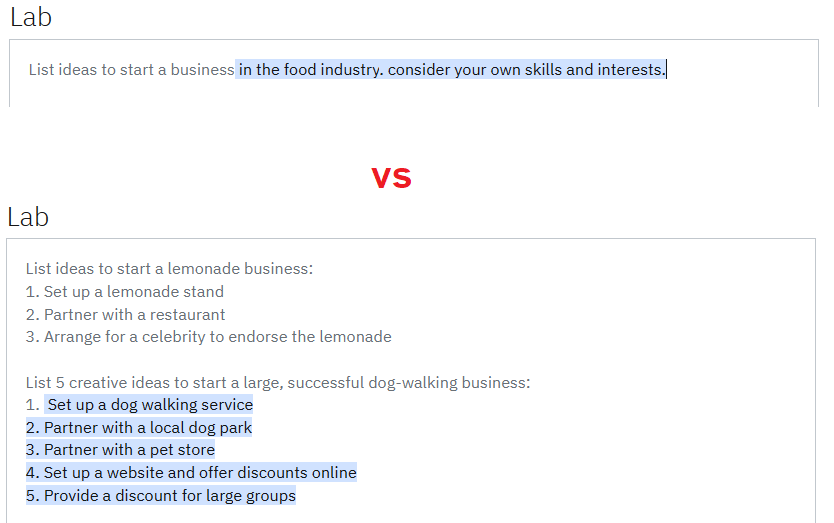 Lab
List ideas to start a business in the food industry. consider your own skills and interests.
vs
Lab
List ideas to start a lemonade business:
1. Set up a lemonade stand
2. Partner with a restaurant
3. Arrange for a celebrity to endorse the lemonade
List 5 creative ideas to start a large, successful dog-walking business:
1. Set up a dog walking service
2. Partner with a local dog park
3. Partner with a pet store
4. Set up a website and offer discounts online
5. Provide a discount for large groups